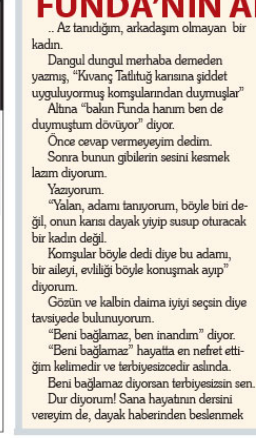 FUNDA'NIN A
.. Az tanıdığım, arkadaşım olmayan bir
kadın.
Dangul dungul merhaba demeden
yazmış, “Kıvanç Tatlıtuğ karısına şiddet
uyguluyormuş komşularından duymuşlar”
Altına “bakın Funda hanım ben de
duymuştum dövüyor” diyor.
Önce cevap vermeyeyim dedim.
Sonra bunun gibilerin sesini kesmek
lazım diyorum.
Yazıyorum.
“Yalan, adamı tanıyorum, böyle biri de-
ğil, onun karısı dayak yiyip susup oturacak
bir kadın değil.
Komşular böyle dedi diye bu adamı,
bir aileyi, evliliği böyle konuşmak ayıp”
diyorum.
Gözün ve kalbin daima iyiyi seçsin diye
tavsiyede bulunuyorum.
“Beni bağlamaz, ben inandım” diyor.
“Beni bağlamaz” hayatta en nefret etti-
ğim kelimedir ve terbiyesizcedir aslında.
Beni bağlamaz diyorsan terbiyesizsin sen.
Dur diyorum! Sana hayatının dersini
vereyim de, dayak haberinden beslenmek